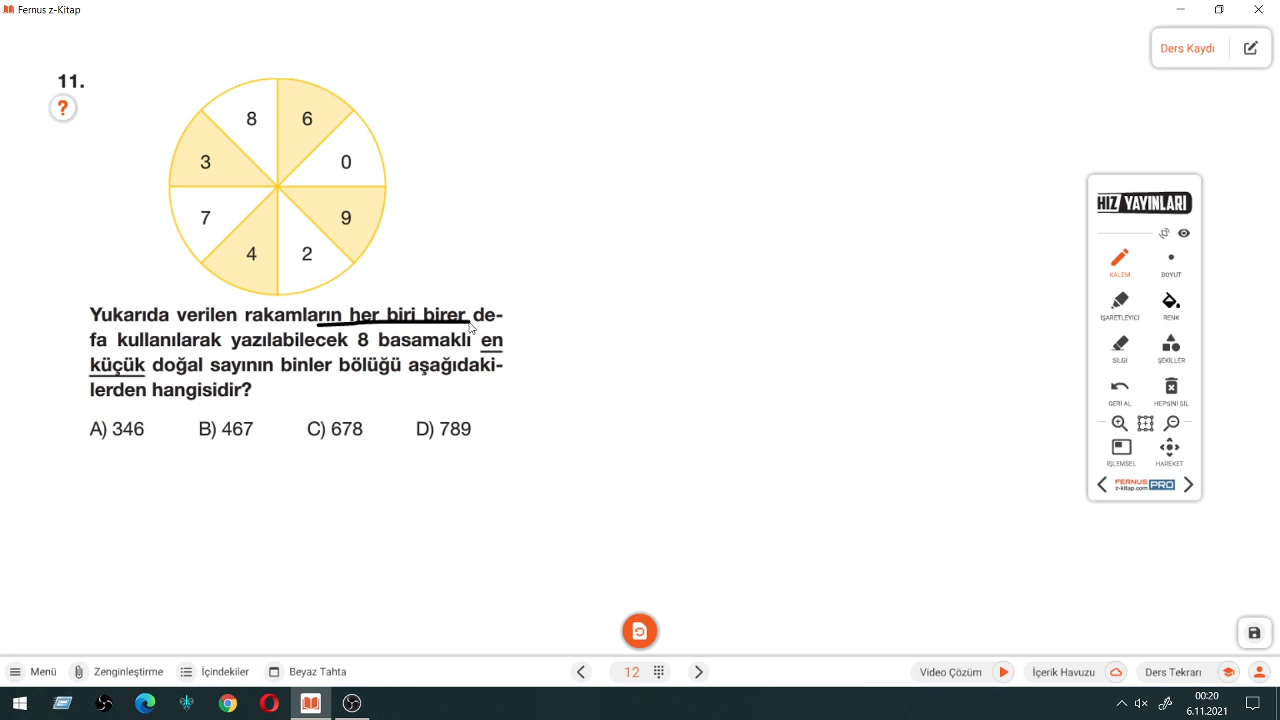 Fernus z-Kitap
Ders Kaydı
11.
?
8 6
3 0
7 9
4 2
Yukarıda verilen rakamların her biri birer de-
fa kullanılarak yazılabilecek 8 basamaklı en
küçük doğal sayının binler bölüğü aşağıdaki-
lerden hangisidir?
A) 346 B) 467 C) 678 D) 789
HIZ YAYINLARI
KALEM BOYUT
İŞARETLEYİCİ RENK
SİLGİ ŞEKİLLER
GERİ AL HEPSİNİ SİL
İŞLEMSEL HAREKET
FERNUS
z-kitap.com PRO
Menü Zenginleştirme İçindekiler Beyaz Tahta 12 Video Çözüm İçerik Havuzu Ders Tekrarı
00:20
6.11.2021